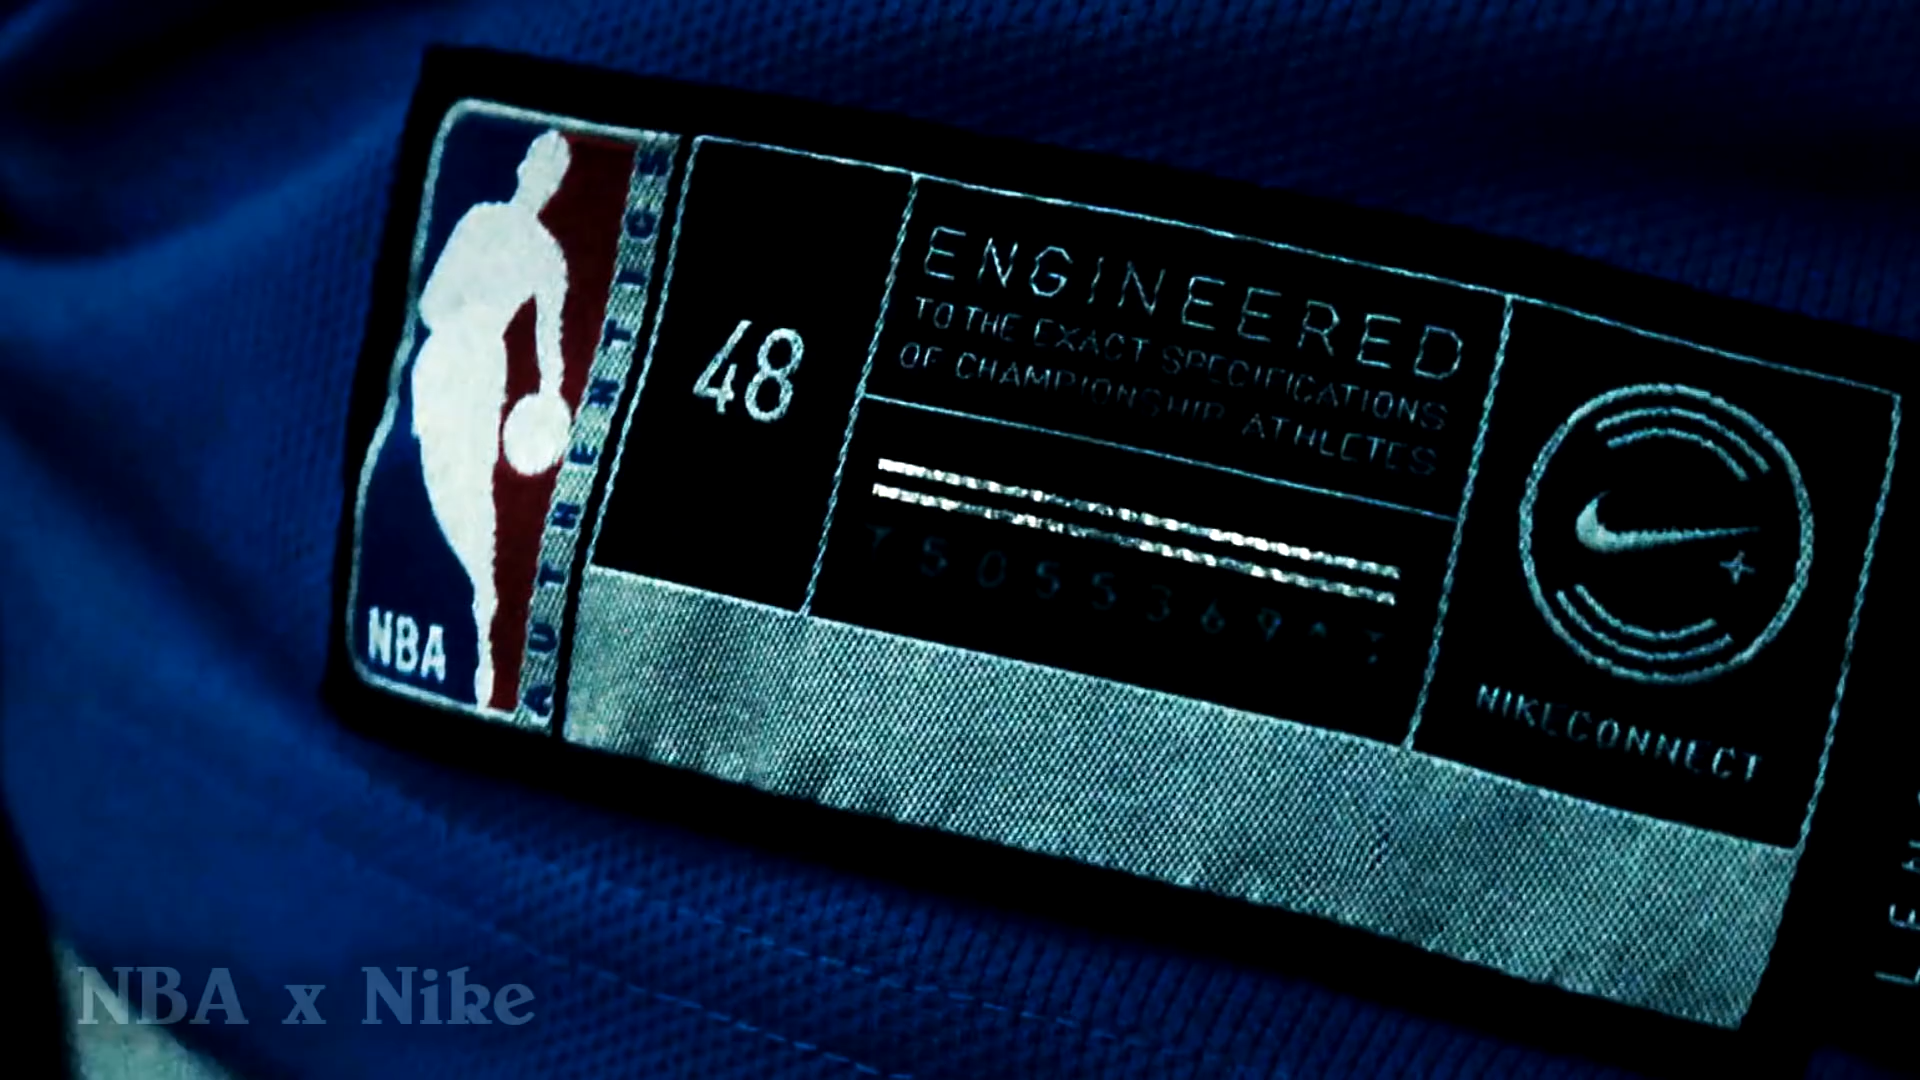 NBA
AUTHENTICS
48
ENGINEERED
TO THE EXACT SPECIFICATIONS
OF CHAMPIONSHIP ATHLETES
NIKECONNECT
NBA x Nike